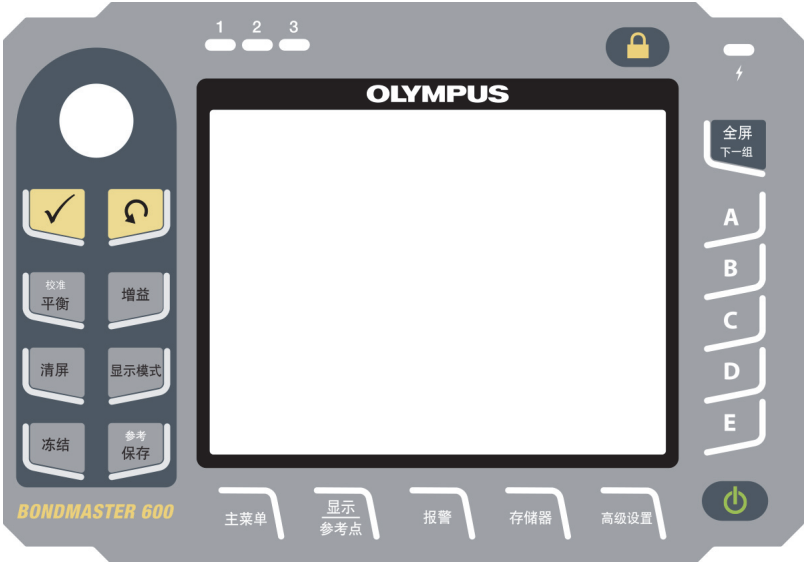 1 2 3
OLYMPUS
全屏
下一组
A
B
C
D
E
校准
平衡
增益
清屏
显示模式
冻结
参考
保存
BONDMASTER 600
主菜单
显示
参考点
报警
存储器
高级设置